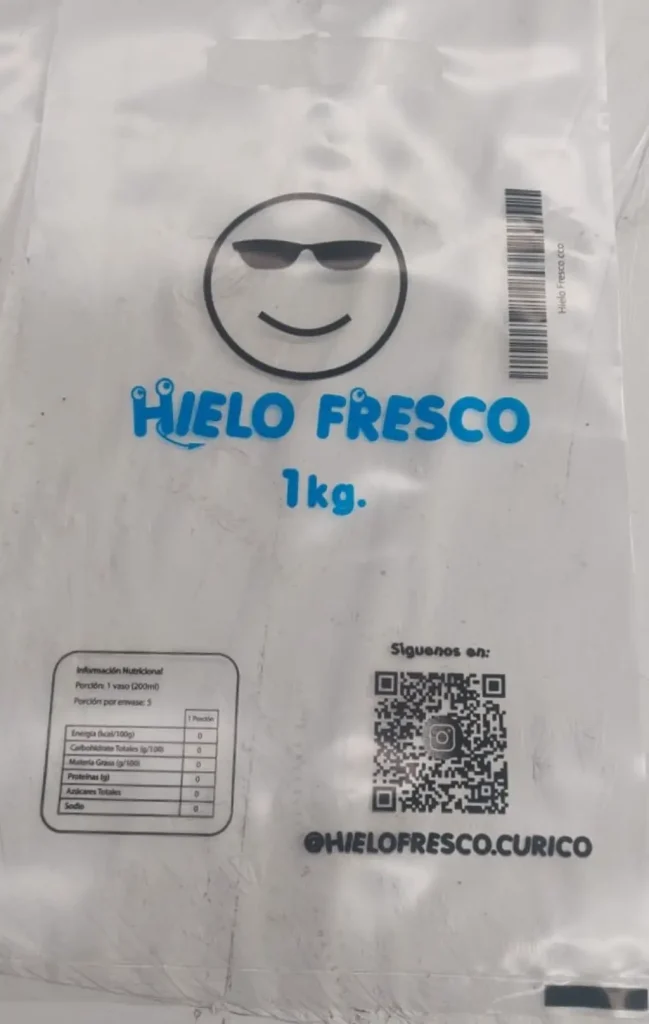 Hielo Fresco cco
HIELO FRESCO
1kg.
Información Nutricional
Porción: 1 vaso (200ml)
Porción por envase: 5
1 Porción
Energía (kcal/100g) 0
Carbohidratos Totales (g/100) 0
Materia Grasa (g/100) 0
Proteínas (g) 0
Azúcares Totales 0
Sodio 0
Síguenos en:
@HIELOFRESCO.CURICO